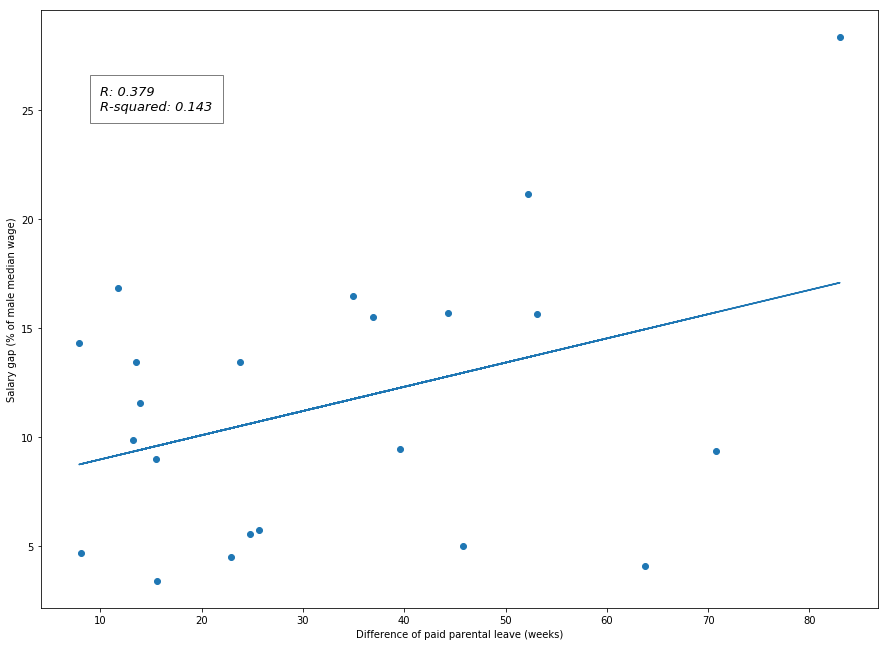 R: 0.379
R-squared: 0.143
Salary gap (% of male median wage)
25
20
15
10
5
10 20 30 40 50 60 70 80
Difference of paid parental leave (weeks)